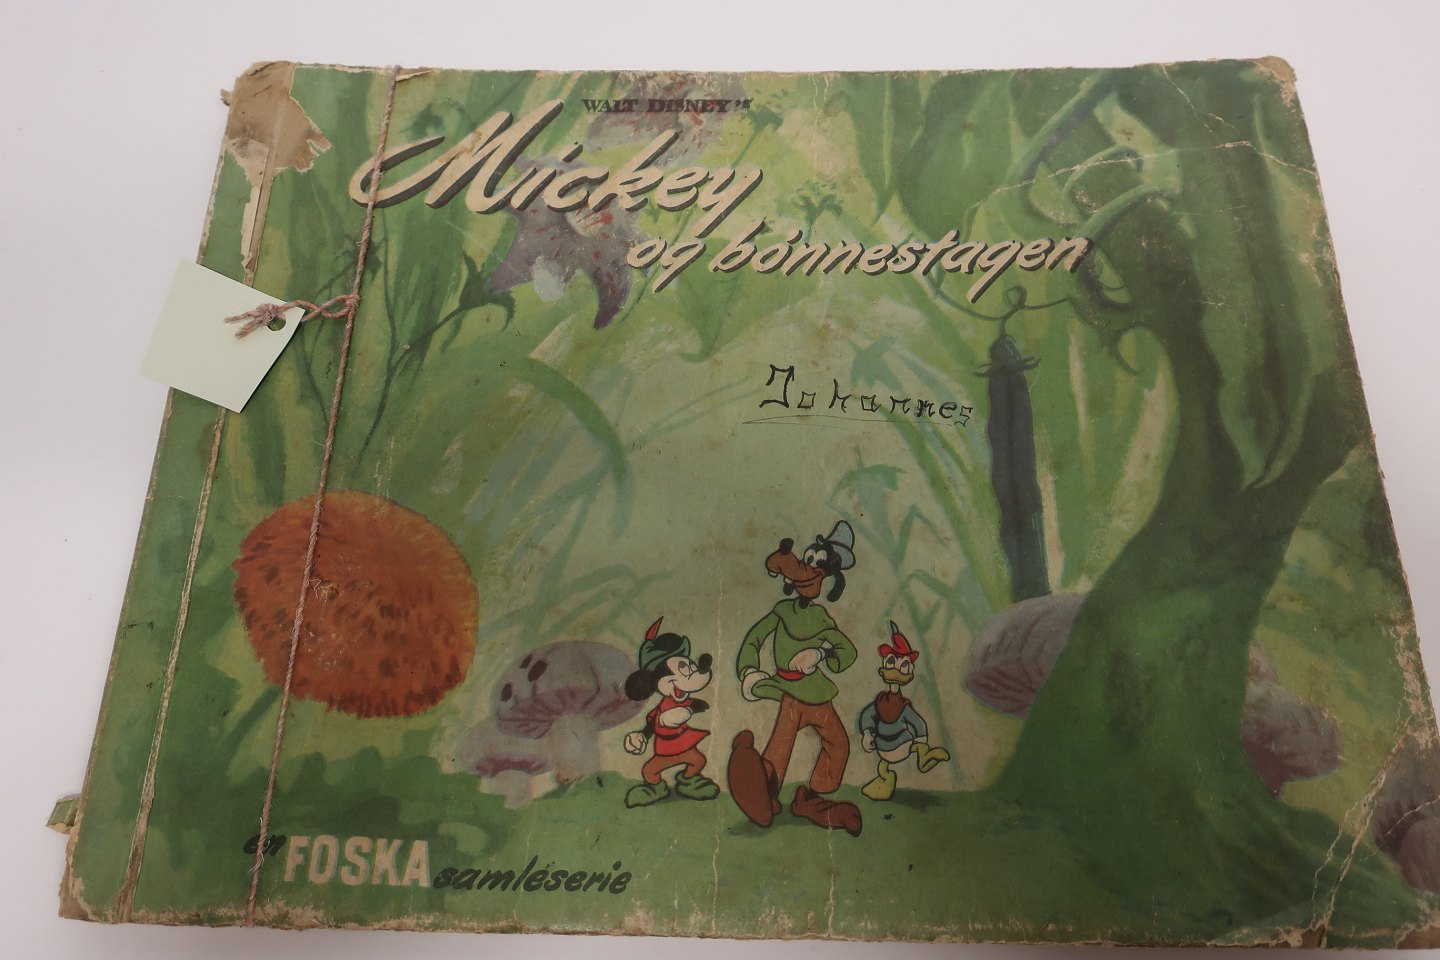 WALT DISNEY's
Mickey
og bønnestagen
Johannes
en FOSKA samleserie